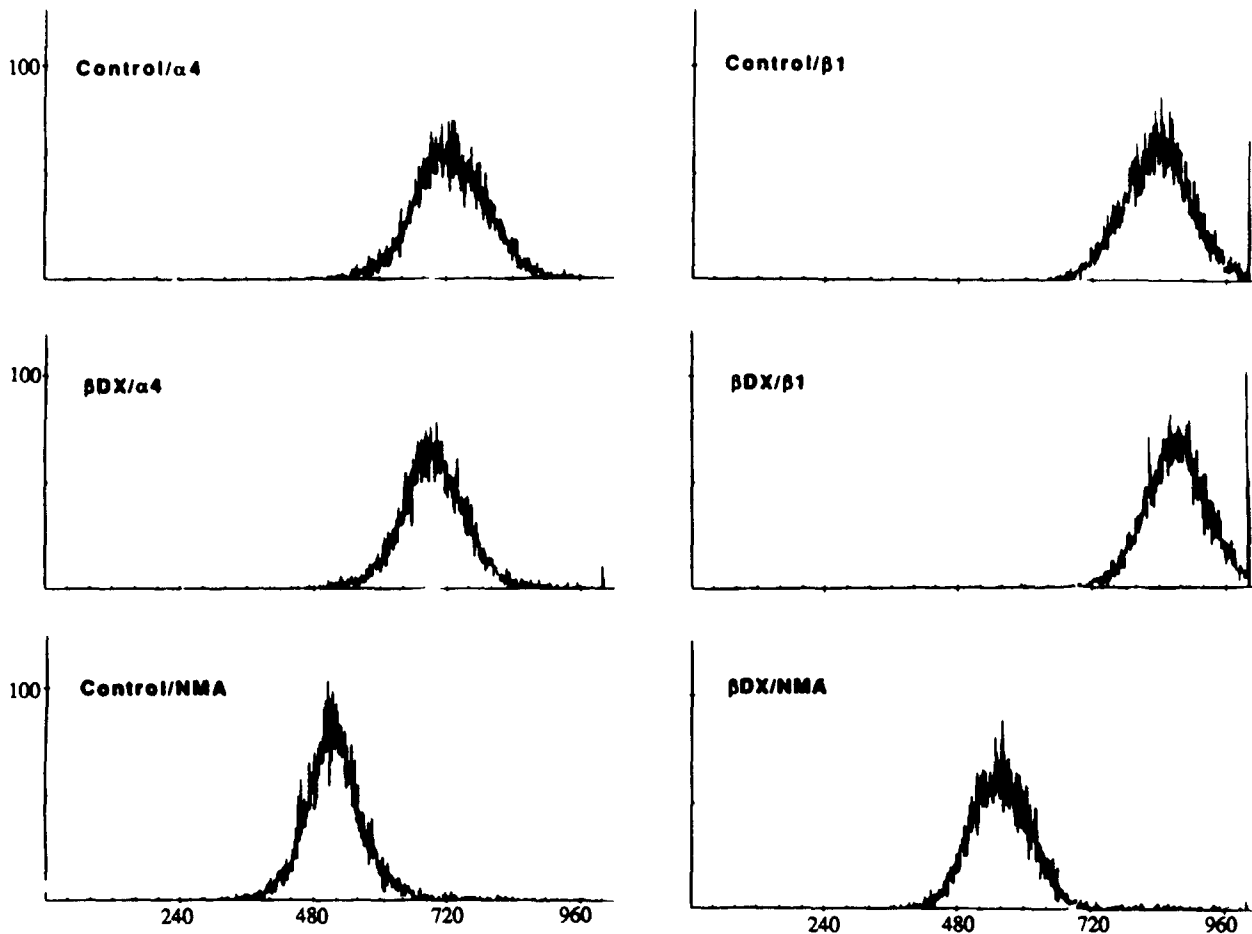 100
Control/α4
Control/β1
100
βDX/α4
βDX/β1
100
Control/NMA
βDX/NMA
240 480 720 960
240 480 720 960